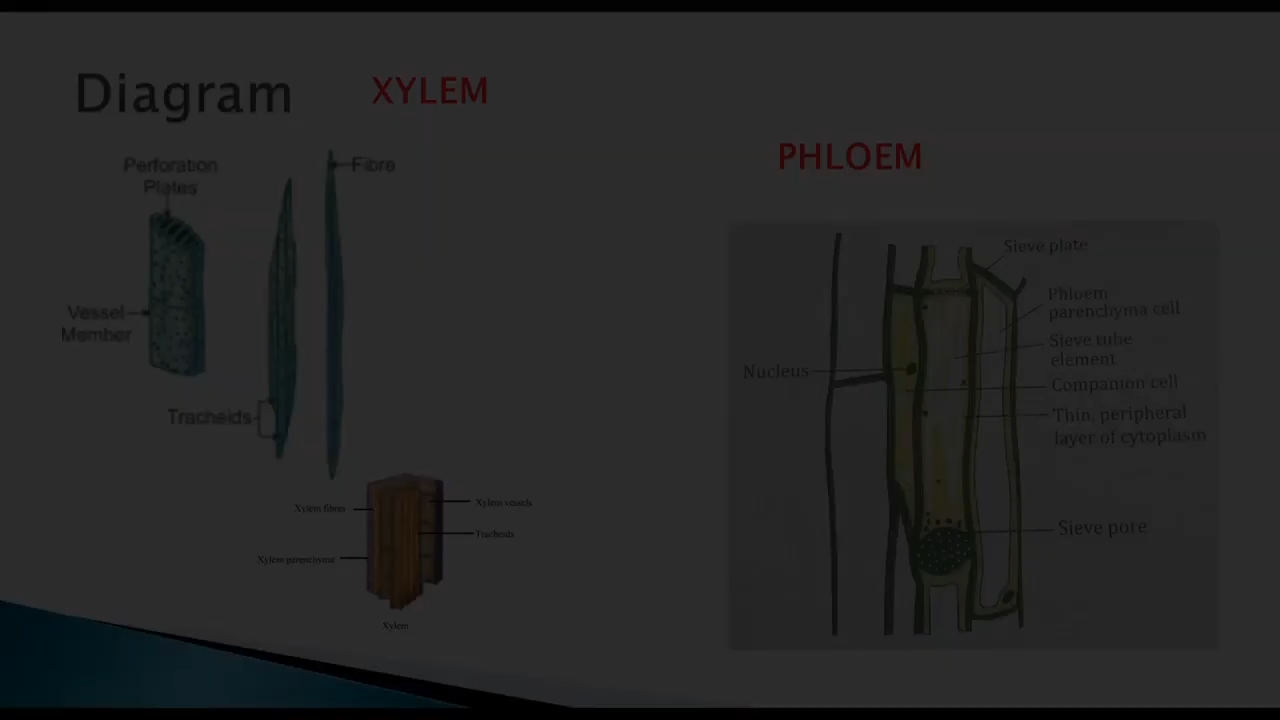 Diagram
XYLEM
PHLOEM
Perforation
Plates
Fibre
Vessel
Member
Tracheids
Xylem fibres
Xylem vessels
Tracheids
Xylem parenchyma
Xylem
Sieve plate
Phloem
parenchyma cell
Sieve tube
element
Nucleus
Companion cell
Thin, peripheral
layer of cytoplasm
Sieve pore